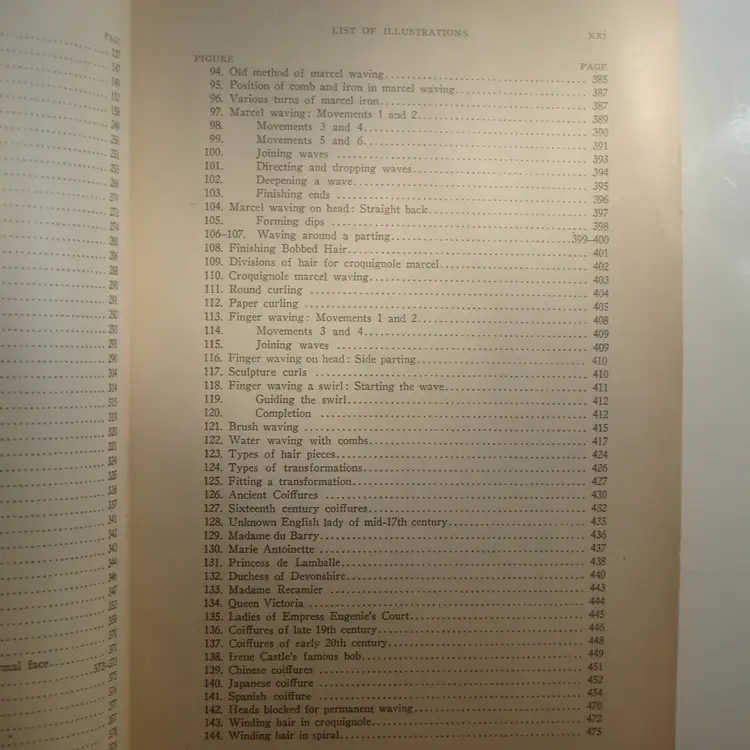 LIST OF ILLUSTRATIONS xxi
FIGURE PAGE
94. Old method of marcel waving 385
95. Position of comb and iron in marcel waving 387
96. Various turns of marcel iron 387
97. Marcel waving: Movements 1 and 2 389
98. Movements 3 and 4 390
99. Movements 5 and 6 391
100. Joining waves 393
101. Directing and dropping waves 394
102. Deepening a wave 395
103. Finishing ends 396
104. Marcel waving on head: Straight back 397
105. Forming dips 398
106–107. Waving around a parting 399–400
108. Finishing Bobbed Hair 401
109. Divisions of hair for croquignole marcel 402
110. Croquignole marcel waving 403
111. Round curling 404
112. Paper curling 405
113. Finger waving: Movements 1 and 2 408
114. Movements 3 and 4 409
115. Joining waves 409
116. Finger waving on head: Side parting 410
117. Sculpture curls 410
118. Finger waving a swirl: Starting the wave 411
119. Guiding the swirl 412
120. Completion 412
121. Brush waving 415
122. Water waving with combs 417
123. Types of hair pieces 424
124. Types of transformations 426
125. Fitting a transformation 427
126. Ancient Coiffures 430
127. Sixteenth century coiffures 432
128. Unknown English lady of mid-17th century 435
129. Madame du Barry 436
130. Marie Antoinette 437
131. Princess de Lamballe 438
132. Duchess of Devonshire 440
133. Madame Recamier 443
134. Queen Victoria 444
135. Ladies of Empress Eugenie's Court 445
136. Coiffures of late 19th century 446
137. Coiffures of early 20th century 448
138. Irene Castle's famous bob 449
139. Chinese coiffures 451
140. Japanese coiffure 452
141. Spanish coiffure 454
142. Heads blocked for permanent waving 470
143. Winding hair in croquignole 472
144. Winding hair in spiral 475